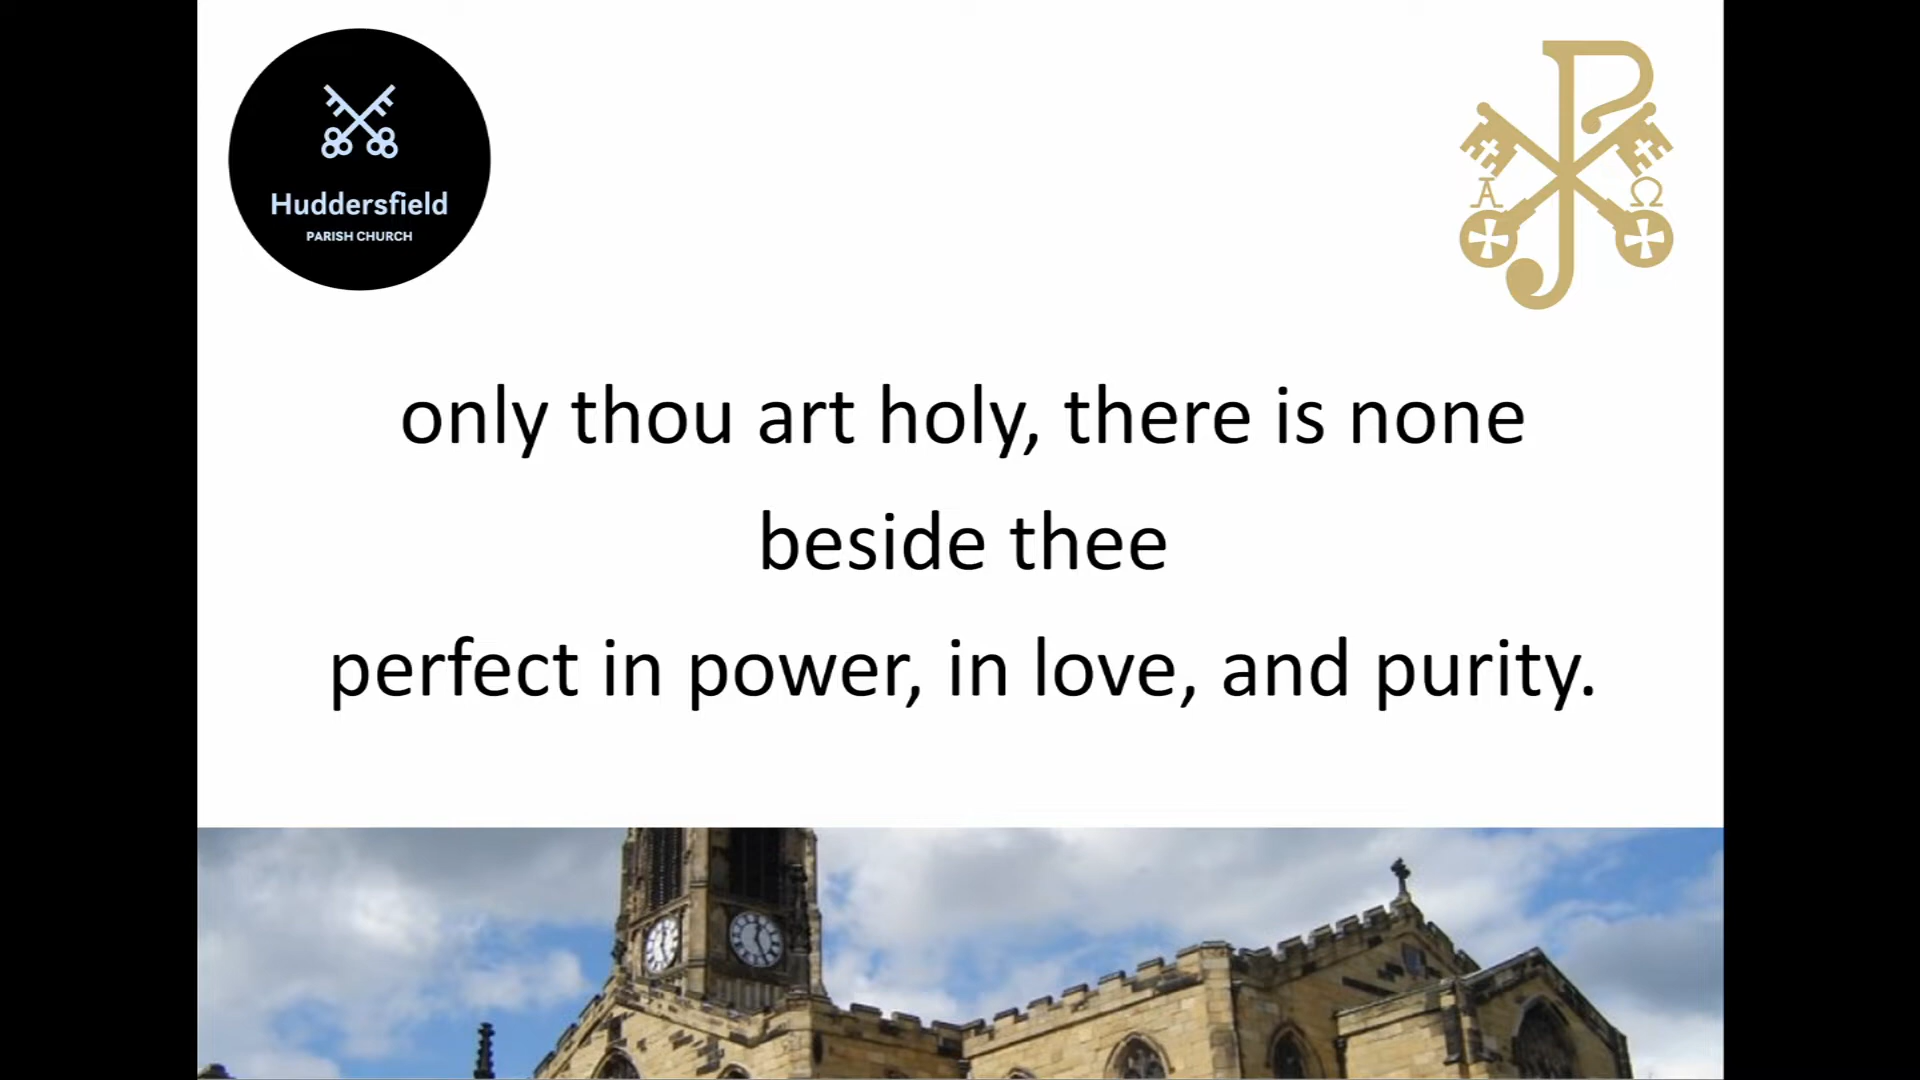 Huddersfield
PARISH CHURCH
Α Ω
only thou art holy, there is none
beside thee
perfect in power, in love, and purity.